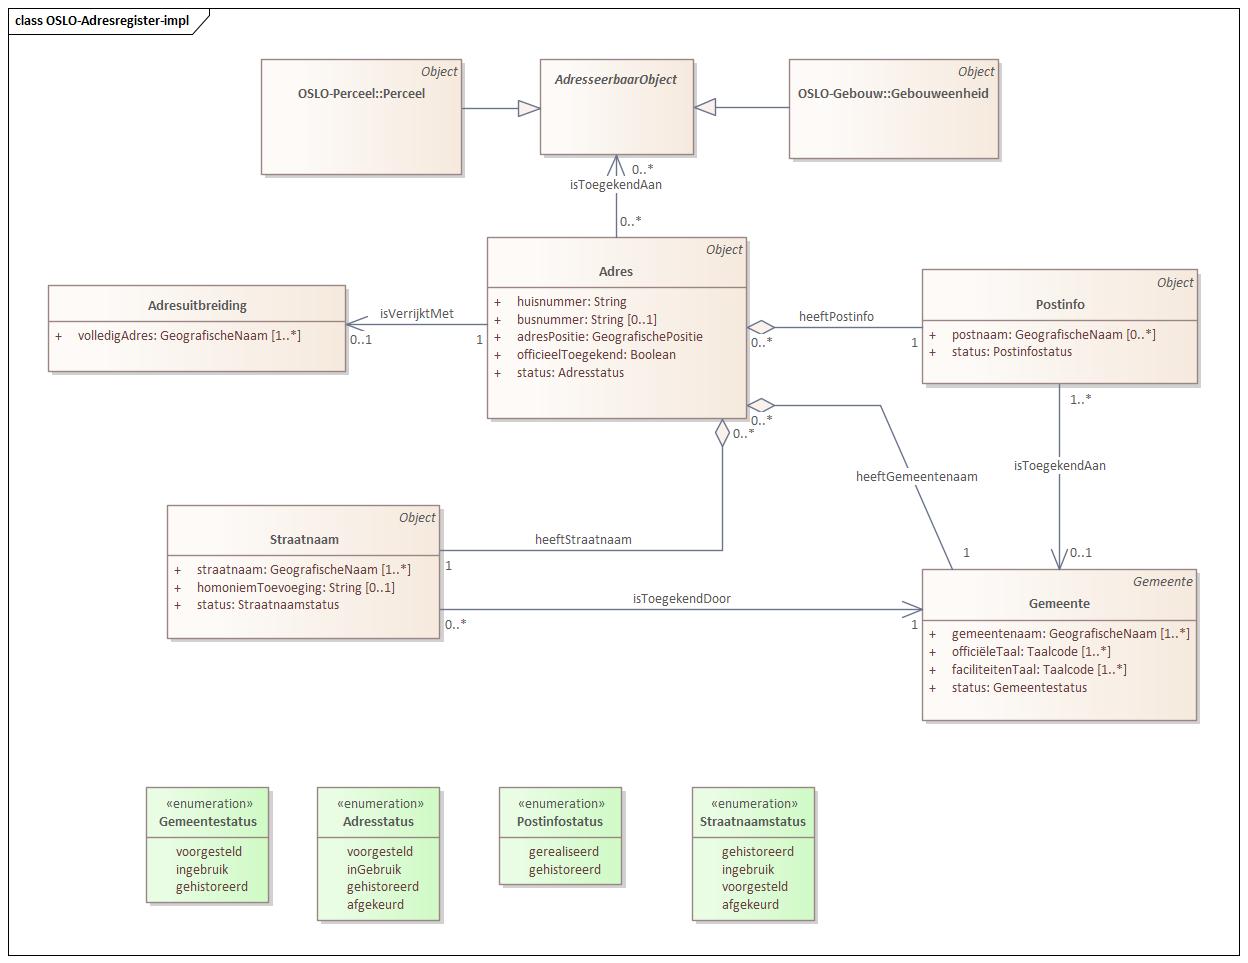 class OSLO-Adresregister-impl
Object
OSLO-Perceel::Perceel
AdresseerbaarObject
Object
OSLO-Gebouw::Gebouweenheid
0..*
isToegekendAan
0..*
Object
Adres
+ huisnummer: String
+ busnummer: String [0..1]
+ adresPositie: GeografischePositie
+ officieelToegekend: Boolean
+ status: Adresstatus
Adresuitbreiding
+ volledigAdres: GeografischeNaam [1..*]
isVerrijktMet
0..1
1
heeftPostinfo
0..*
1
Object
Postinfo
+ postnaam: GeografischeNaam [0..*]
+ status: Postinfostatus
0..*
0..*
1..*
isToegekendAan
heeftGemeentenaam
1
0..1
Object
Straatnaam
+ straatnaam: GeografischeNaam [1..*]
+ homoniemToevoeging: String [0..1]
+ status: Straatnaamstatus
heeftStraatnaam
1
isToegekendDoor
0..*
1
Gemeente
Gemeente
+ gemeentenaam: GeografischeNaam [1..*]
+ officiëleTaal: Taalcode [1..*]
+ faciliteitenTaal: Taalcode [1..*]
+ status: Gemeentestatus
«enumeration»
Gemeentestatus
voorgesteld
ingebruik
gehistoreerd
«enumeration»
Adresstatus
voorgesteld
inGebruik
gehistoreerd
afgekeurd
«enumeration»
Postinfostatus
gerealiseerd
gehistoreerd
«enumeration»
Straatnaamstatus
gehistoreerd
ingebruik
voorgesteld
afgekeurd